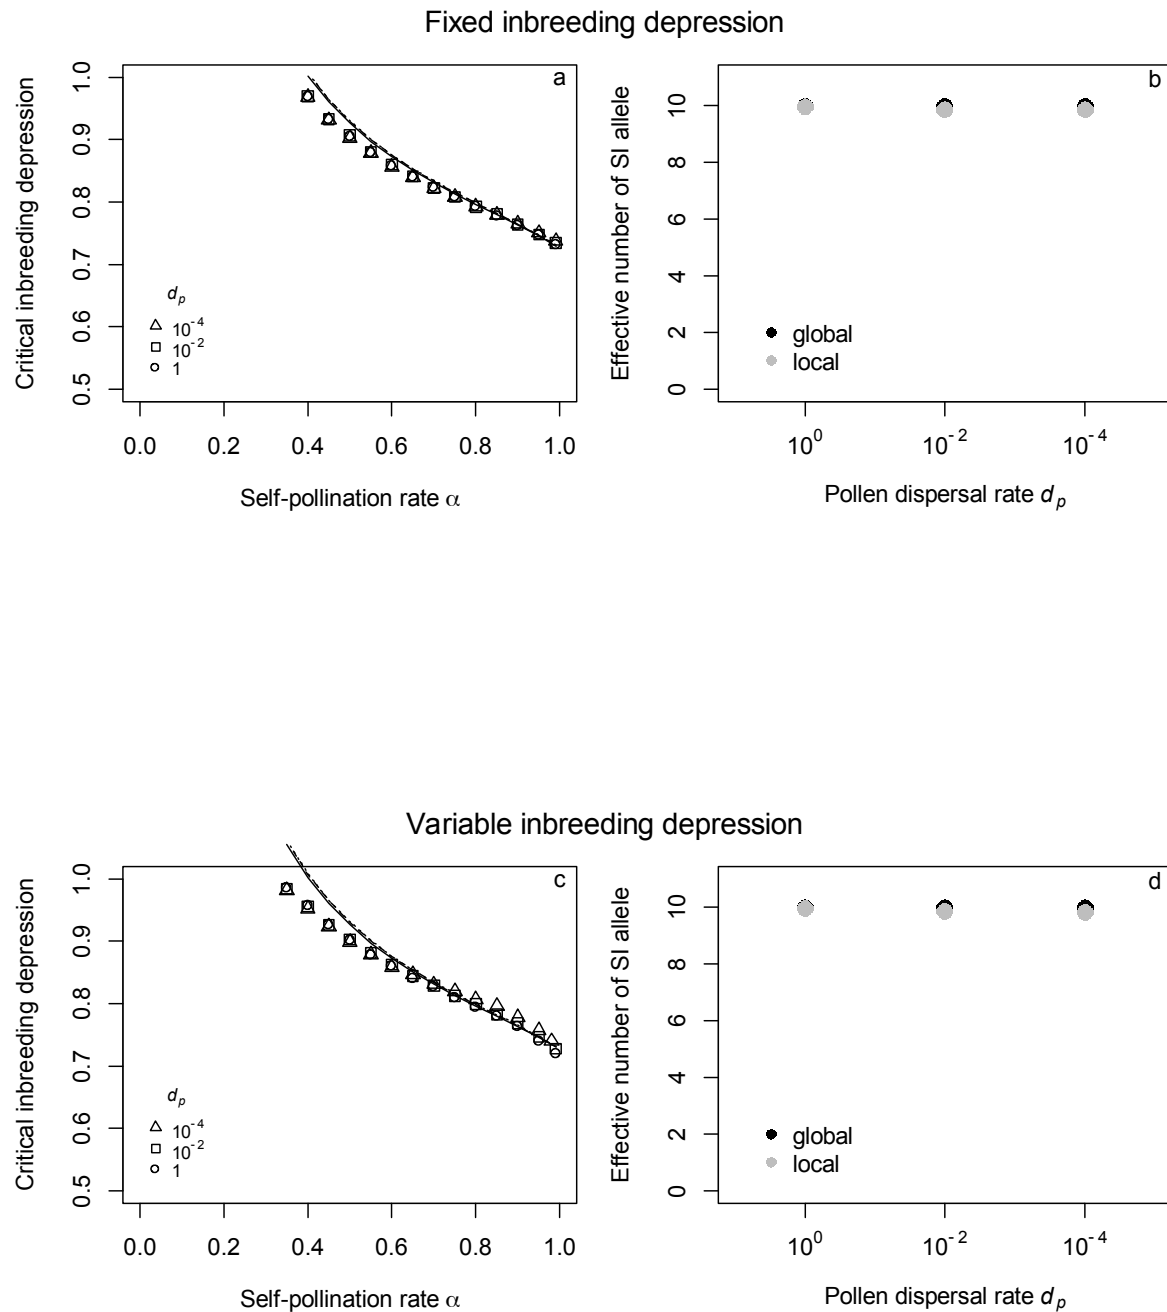 Fixed inbreeding depression
a
Critical inbreeding depression
1.0
0.9
0.8
0.7
0.6
0.5
d_p
10^-4
10^-2
1
0.0 0.2 0.4 0.6 0.8 1.0
Self-pollination rate α
b
Effective number of SI allele
10
8
6
4
2
0
global
local
10^0 10^-2 10^-4
Pollen dispersal rate d_p
Variable inbreeding depression
c
Critical inbreeding depression
1.0
0.9
0.8
0.7
0.6
0.5
d_p
10^-4
10^-2
1
0.0 0.2 0.4 0.6 0.8 1.0
Self-pollination rate α
d
Effective number of SI allele
10
8
6
4
2
0
global
local
10^0 10^-2 10^-4
Pollen dispersal rate d_p